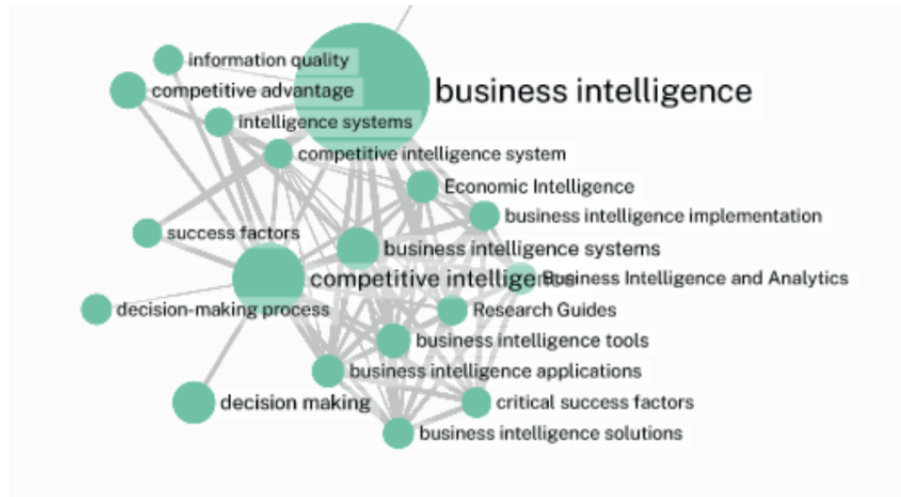 information quality
business intelligence
competitive advantage
intelligence systems
competitive intelligence system
Economic Intelligence
business intelligence implementation
success factors
business intelligence systems
competitive intelligence
Business Intelligence and Analytics
decision-making process
Research Guides
business intelligence tools
business intelligence applications
decision making
critical success factors
business intelligence solutions